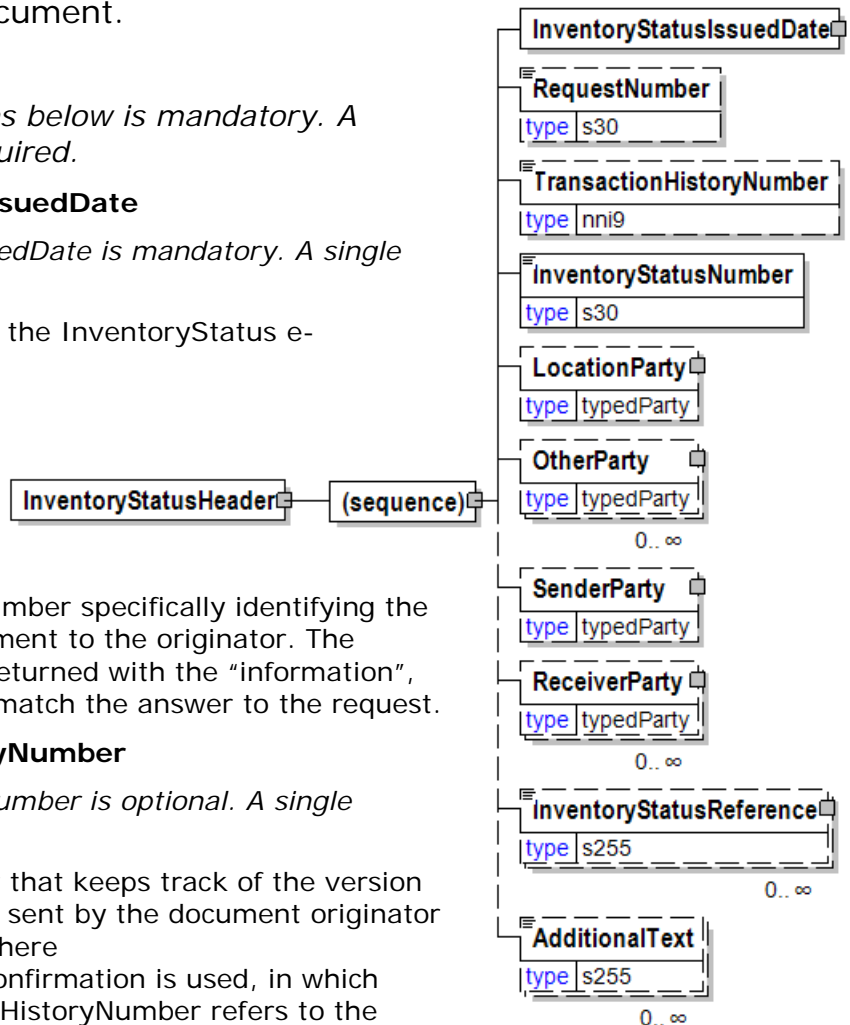 cument.
s below is mandatory. A
uired.
ssuedDate
edDate is mandatory. A single
the InventoryStatus e-
umber specifically identifying the
ment to the originator. The
eturned with the “information”,
match the answer to the request.
yNumber
umber is optional. A single
that keeps track of the version
sent by the document originator
here
onfirmation is used, in which
HistoryNumber refers to the
InventoryStatusHeader
(sequence)
InventoryStatusIssuedDate
RequestNumber
type s30
TransactionHistoryNumber
type nni9
InventoryStatusNumber
type s30
LocationParty
type typedParty
OtherParty
type typedParty
0.. ∞
SenderParty
type typedParty
ReceiverParty
type typedParty
0.. ∞
InventoryStatusReference
type s255
0.. ∞
AdditionalText
type s255
0.. ∞